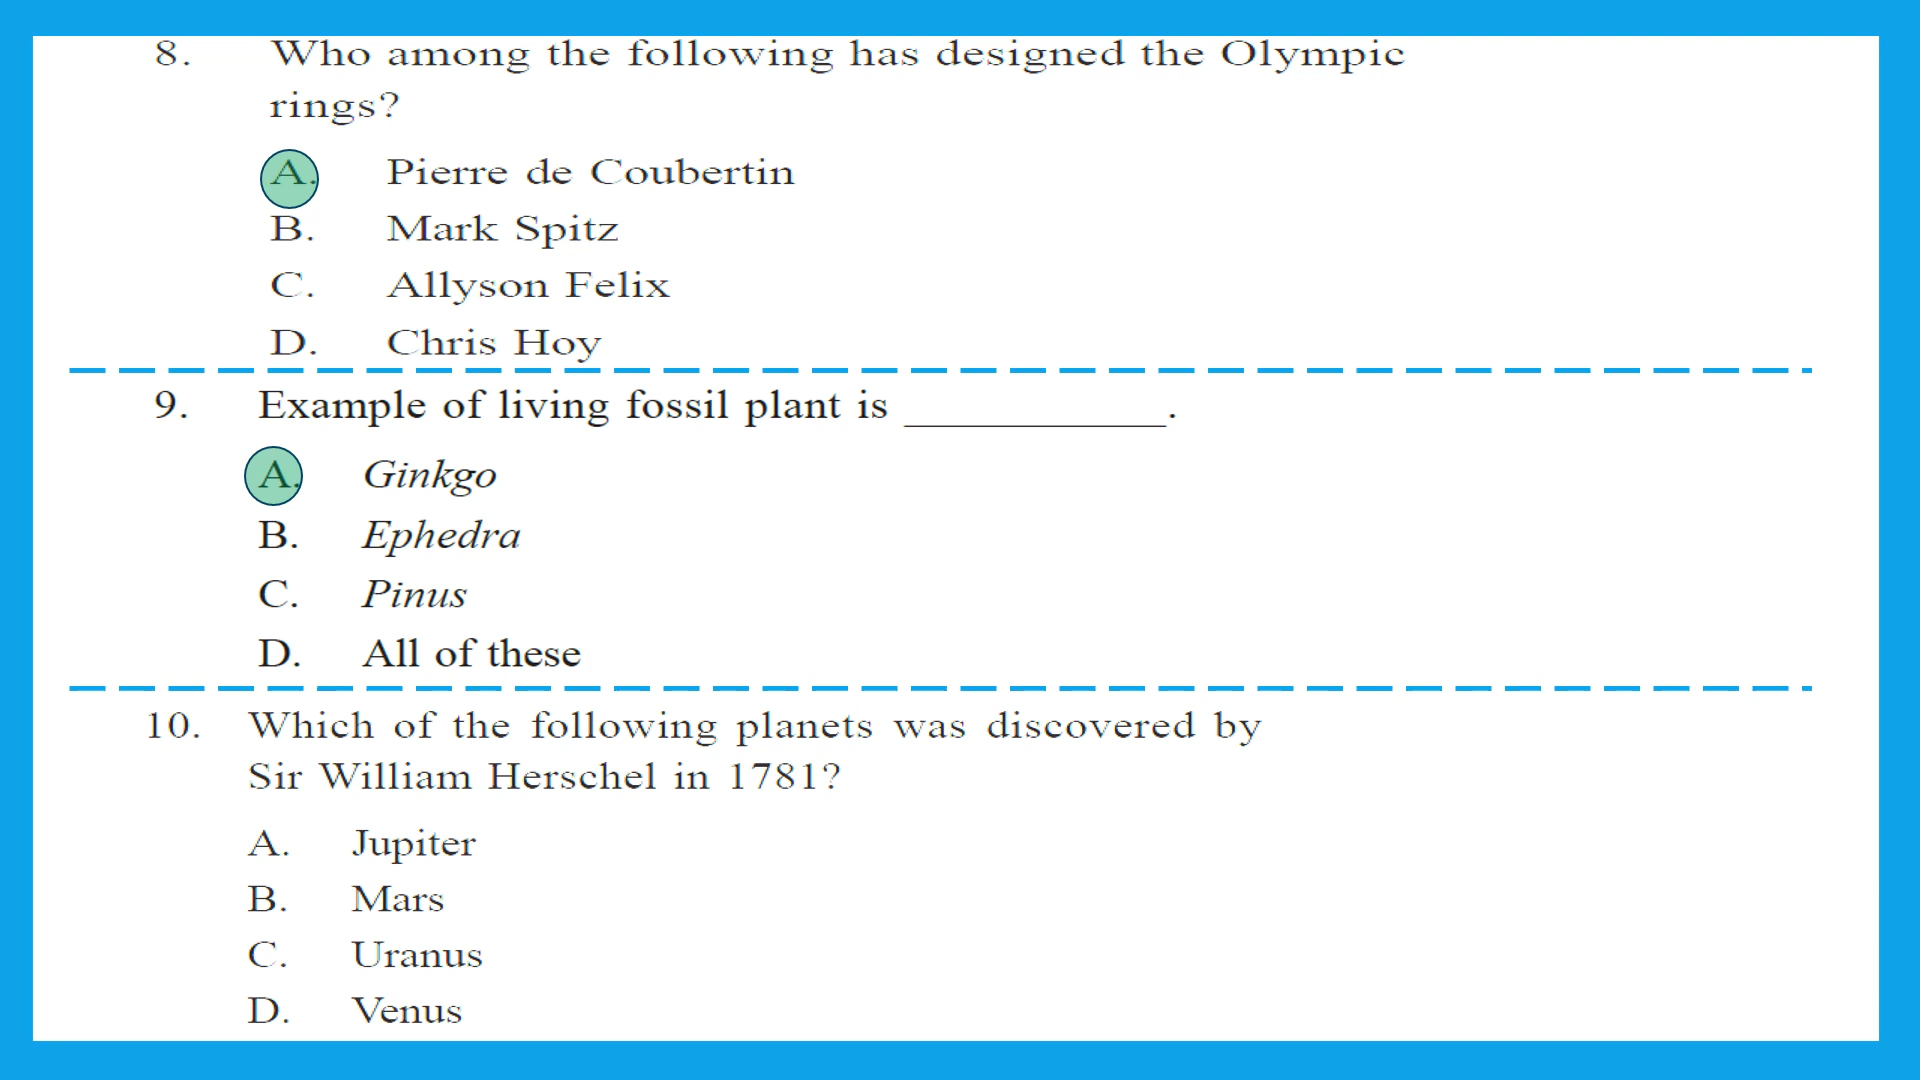 8. Who among the following has designed the Olympic
rings?
A. Pierre de Coubertin
B. Mark Spitz
C. Allyson Felix
D. Chris Hoy
9. Example of living fossil plant is ____________.
A. Ginkgo
B. Ephedra
C. Pinus
D. All of these
10. Which of the following planets was discovered by
Sir William Herschel in 1781?
A. Jupiter
B. Mars
C. Uranus
D. Venus